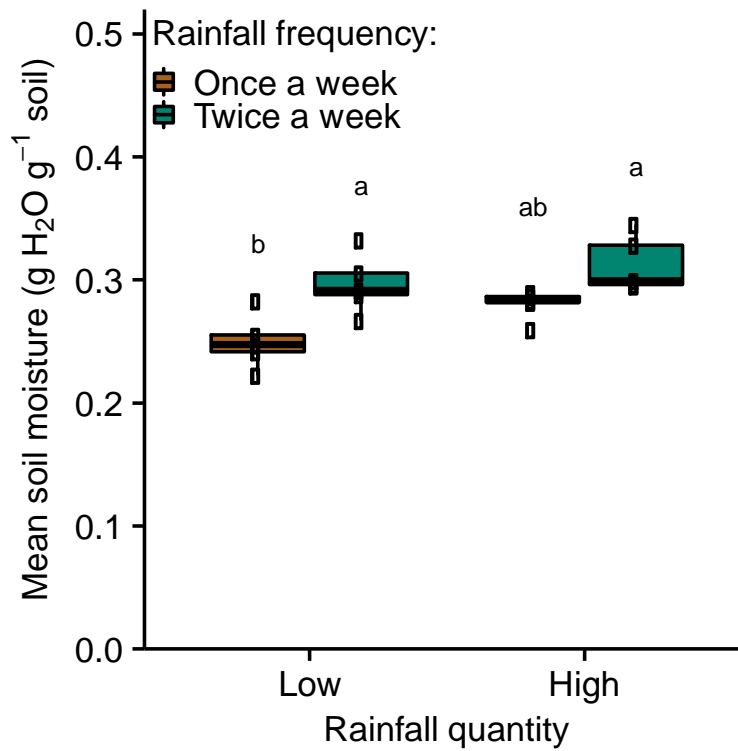 Rainfall frequency:
Once a week
Twice a week
Mean soil moisture (g H₂O g⁻¹ soil)
0.5
0.4
0.3
0.2
0.1
0.0
b
a
ab
a
Low
High
Rainfall quantity